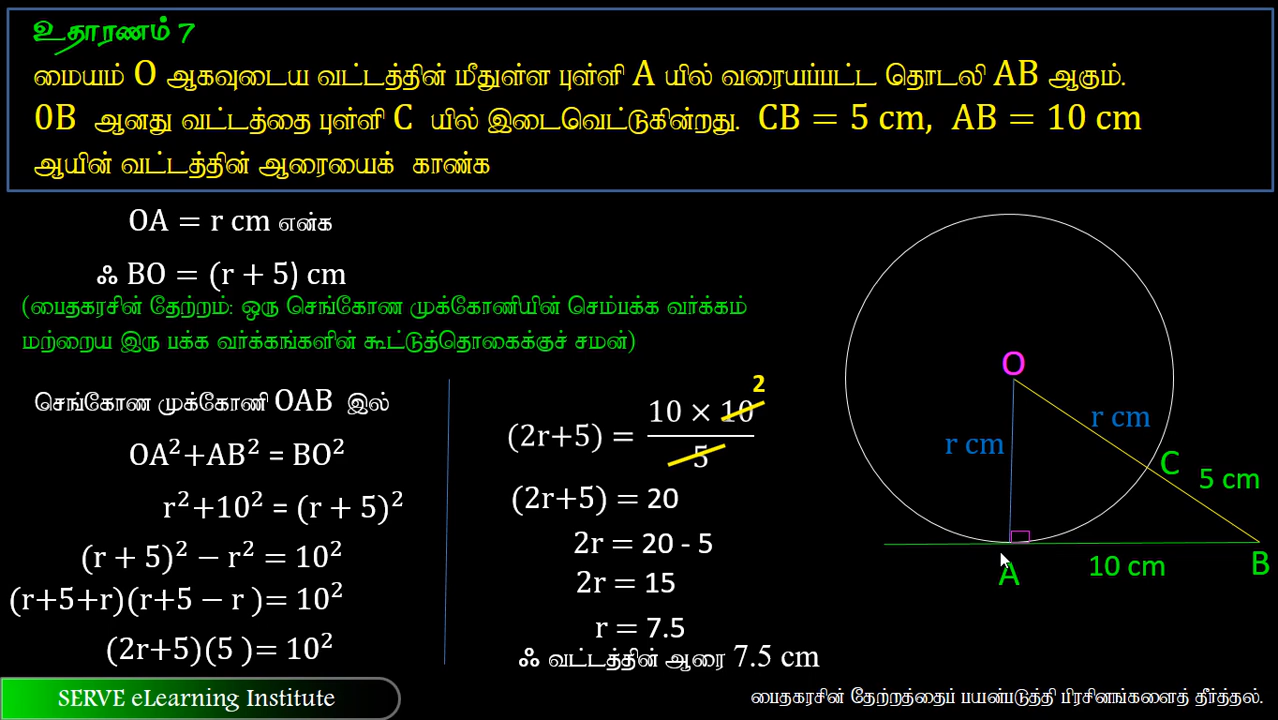 உதாரணம் 7
மையம் O ஆகவுடைய வட்டத்தின் மீதுள்ள புள்ளி A யில் வரையப்பட்ட தொடலி AB ஆகும்.
0B ஆனது வட்டத்தை புள்ளி C யில் இடைவெட்டுகின்றது. CB = 5 cm, AB = 10 cm
ஆயின் வட்டத்தின் ஆரையைக் காண்க
OA = r cm என்க
ஃ BO = (r + 5) cm
(பைதகரசின் தேற்றம்: ஒரு செங்கோண முக்கோணியின் செம்பக்க வர்க்கம்
மற்றைய இரு பக்க வர்க்கங்களின் கூட்டுத்தொகைக்குச் சமன்)
செங்கோண முக்கோணி OAB இல்
OA²+AB² = BO²
r²+10² = (r + 5)²
(r + 5)² − r² = 10²
(r+5+r)(r+5 − r )= 10²
(2r+5)(5 )= 10²
2
10 × 10
(2r+5) =
5
(2r+5) = 20
2r = 20 - 5
2r = 15
r = 7.5
ஃ வட்டத்தின் ஆரை 7.5 cm
O
r cm
r cm
C
5 cm
A
10 cm
B
SERVE eLearning Institute
பைதகரசின் தேற்றத்தைப் பயன்படுத்தி பிரசினங்களைத் தீர்த்தல்.